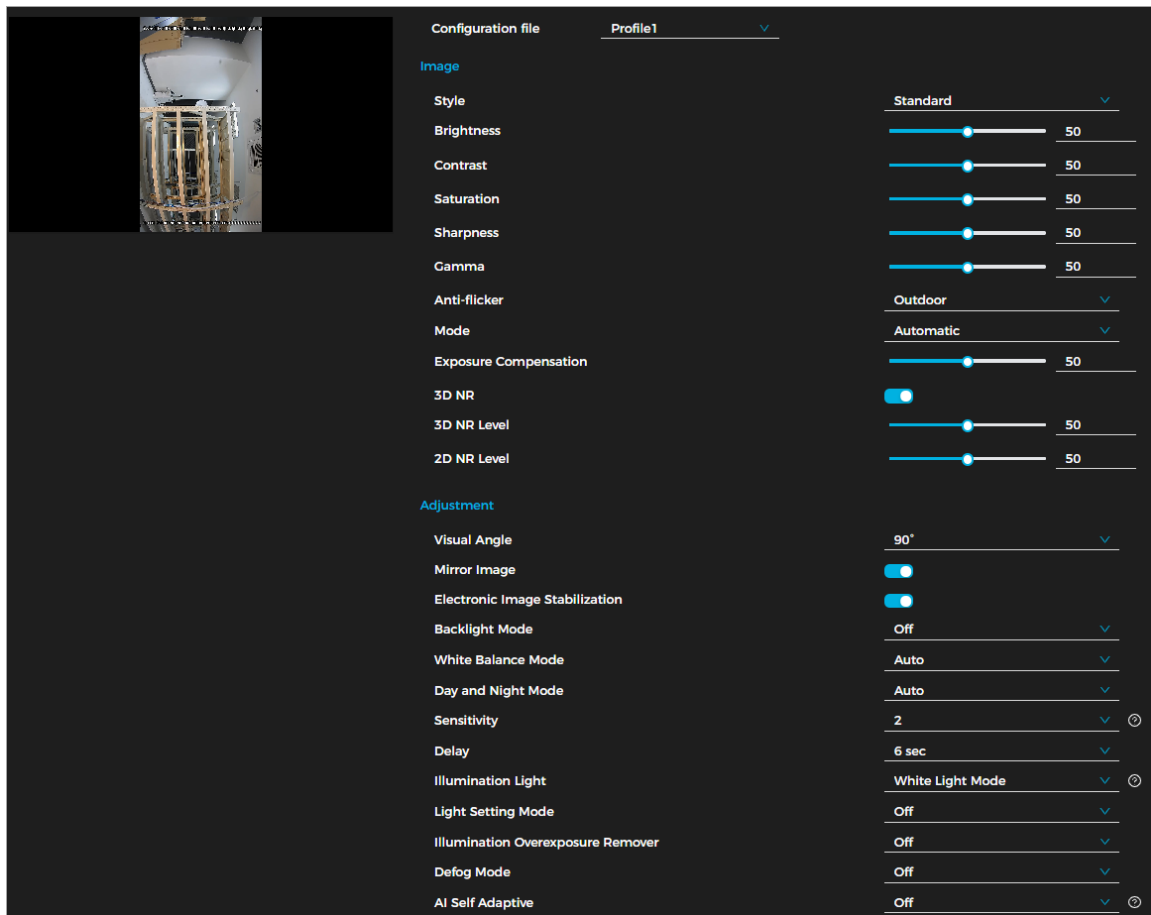 Configuration file Profile1
Image
Style Standard
Brightness 50
Contrast 50
Saturation 50
Sharpness 50
Gamma 50
Anti-flicker Outdoor
Mode Automatic
Exposure Compensation 50
3D NR
3D NR Level 50
2D NR Level 50
Adjustment
Visual Angle 90°
Mirror Image
Electronic Image Stabilization
Backlight Mode Off
White Balance Mode Auto
Day and Night Mode Auto
Sensitivity 2 ?
Delay 6 sec
Illumination Light White Light Mode ?
Light Setting Mode Off
Illumination Overexposure Remover Off
Defog Mode Off
AI Self Adaptive Off ?